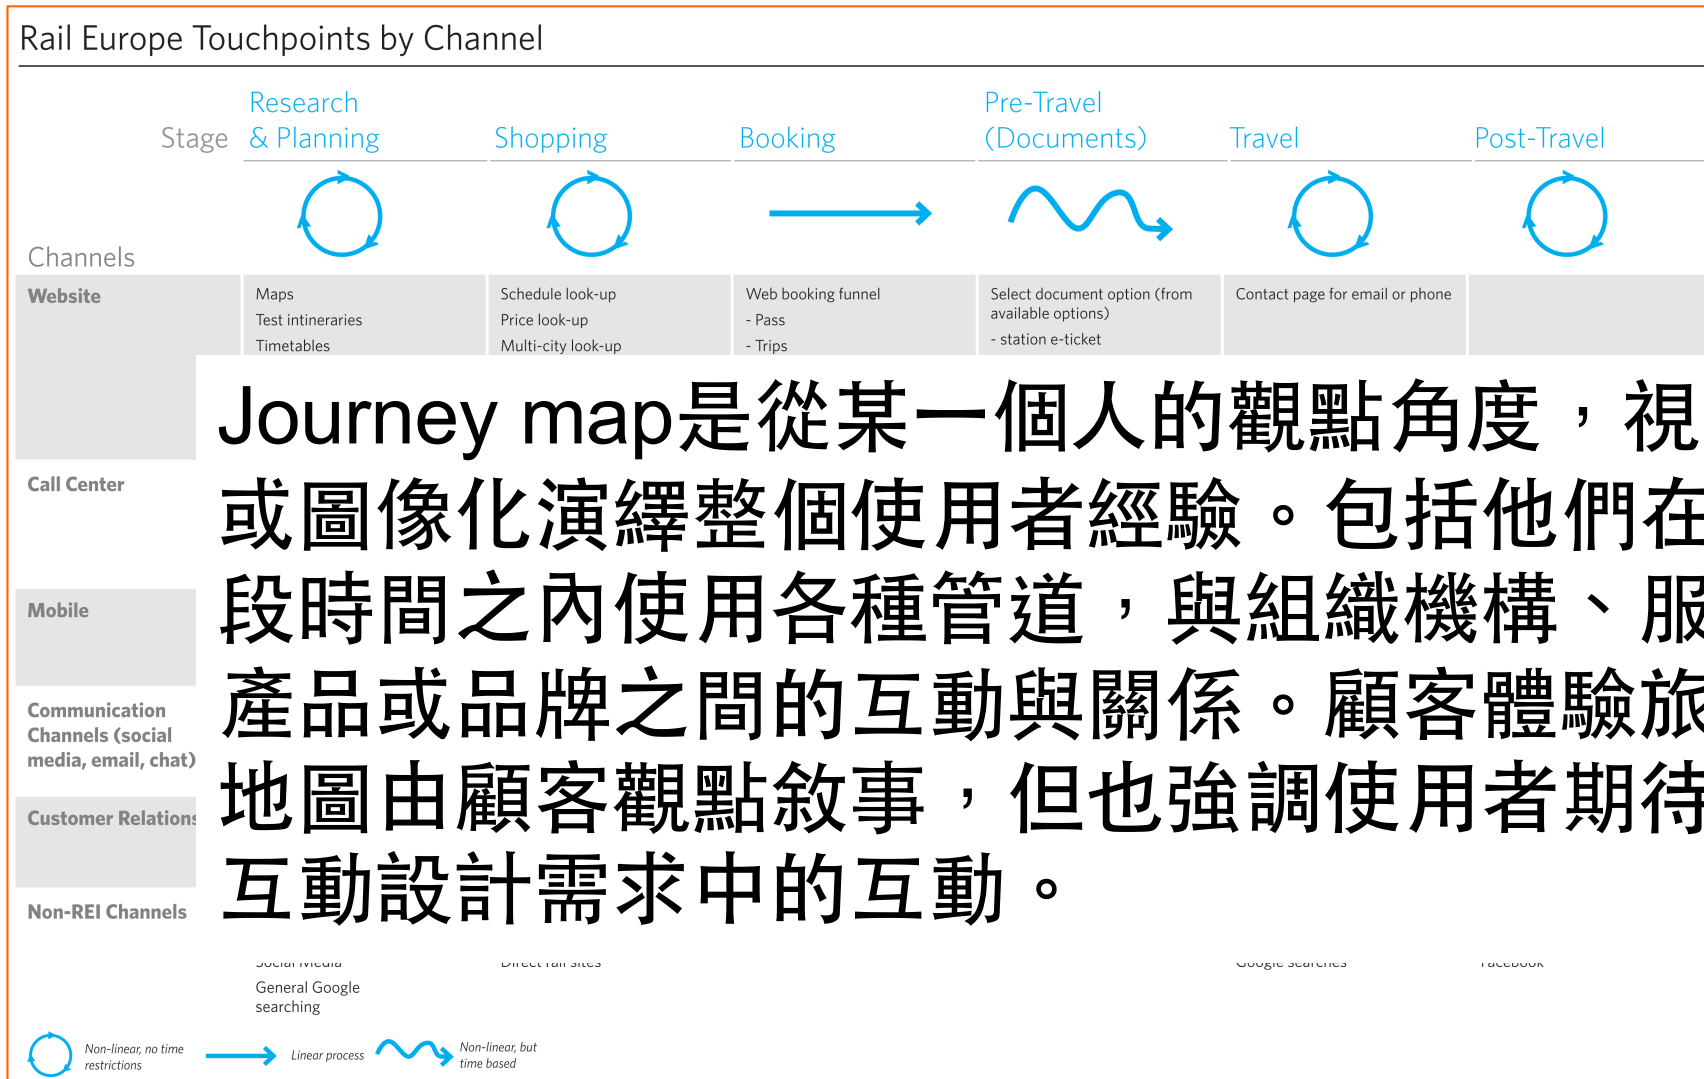 Rail Europe Touchpoints by Channel
Stage
Research
& Planning
Shopping
Booking
Pre-Travel
(Documents)
Travel
Post-Travel
Channels
Website
Maps
Test intineraries
Timetables
Schedule look-up
Price look-up
Multi-city look-up
Web booking funnel
- Pass
- Trips
Select document option (from
available options)
- station e-ticket
Contact page for email or phone
Journey map是從某一個人的觀點角度，視
或圖像化演繹整個使用者經驗。包括他們在
段時間之內使用各種管道，與組織機構、服
產品或品牌之間的互動與關係。顧客體驗旅
地圖由顧客觀點敘事，但也強調使用者期待
互動設計需求中的互動。
Call Center
Mobile
Communication
Channels (social
media, email, chat)
Customer Relations
Non-REI Channels
Social Media
General Google
searching
Direct rail sites
Google searches
Facebook
Non-linear, no time
restrictions
Linear process
Non-linear, but
time based